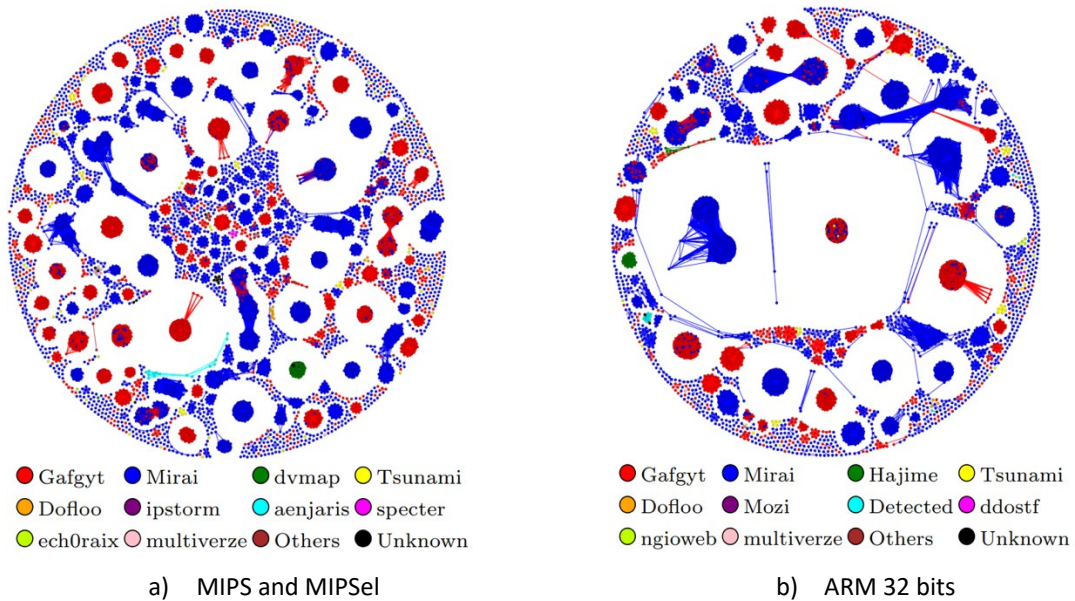 Gafgyt Mirai dvmap Tsunami
Dofloo ipstorm aenjaris specter
ech0raix multiverze Others Unknown
a) MIPS and MIPSel
Gafgyt Mirai Hajime Tsunami
Dofloo Mozi Detected ddostf
ngioweb multiverze Others Unknown
b) ARM 32 bits